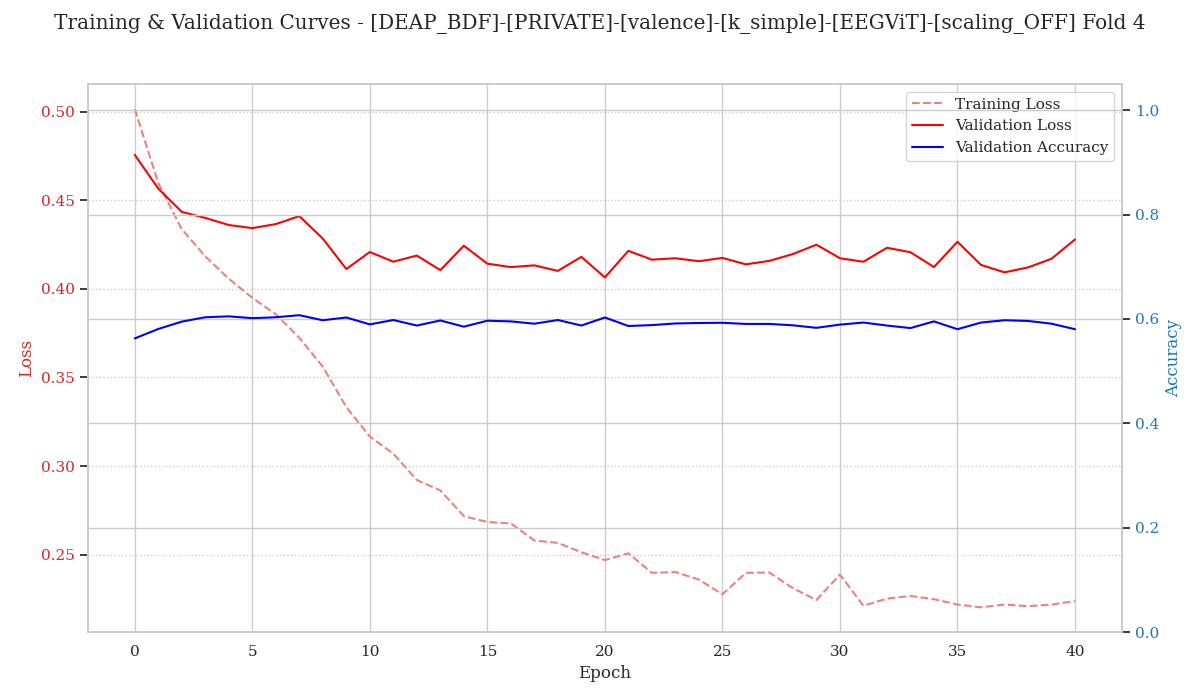 Training & Validation Curves - [DEAP_BDF]-[PRIVATE]-[valence]-[k_simple]-[EEGViT]-[scaling_OFF] Fold 4
Training Loss
Validation Loss
Validation Accuracy
0.50
0.45
0.40
0.35
0.30
0.25
Loss
1.0
0.8
0.6
0.4
0.2
0.0
Accuracy
0 5 10 15 20 25 30 35 40
Epoch